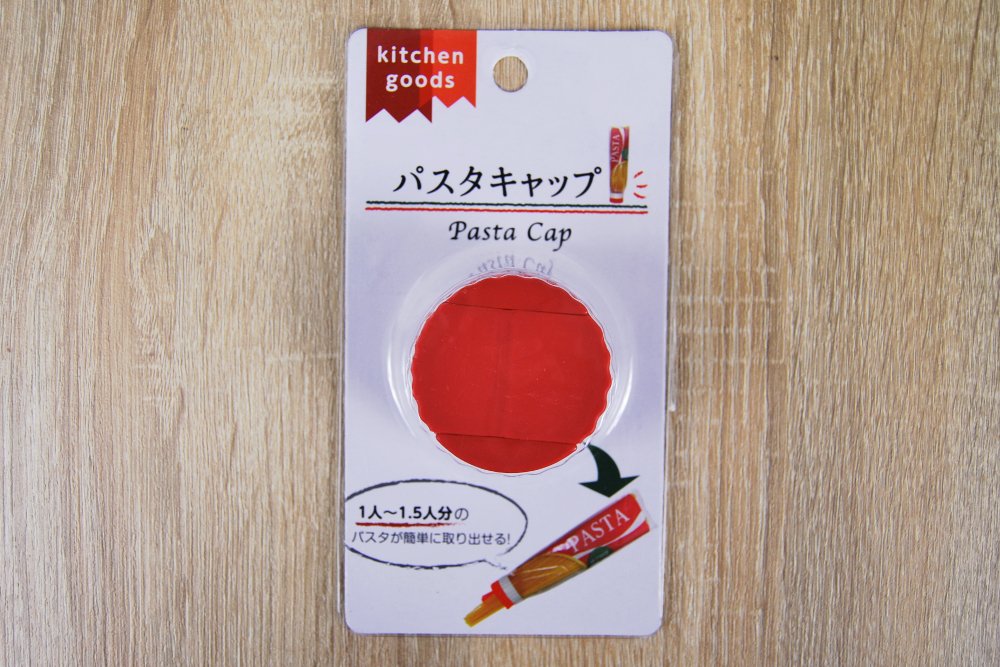 kitchen
goods
PASTA
パスタキャップ
Pasta Cap
1人〜1.5人分の
パスタが簡単に取り出せる!
PASTA